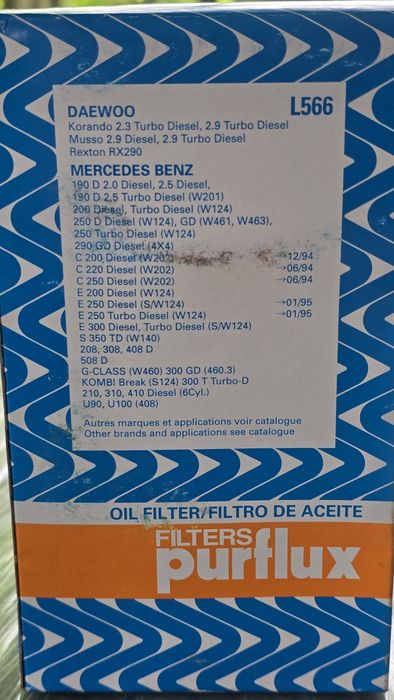 DAEWOO L566
Korando 2.3 Turbo Diesel, 2.9 Turbo Diesel
Musso 2.9 Diesel, 2.9 Turbo Diesel
Rexton RX290
MERCEDES BENZ
190 D 2.0 Diesel, 2.5 Diesel,
190 D 2.5 Turbo Diesel (W201)
200 Diesel, Turbo Diesel (W124)
250 D Diesel (W124), GD (W461, W463),
250 Turbo Diesel (W124)
290 GD Diesel (4X4)
C 200 Diesel (W202) →12/94
C 220 Diesel (W202) →06/94
C 250 Diesel (W202) →06/94
E 200 Diesel (W124)
E 250 Diesel (S/W124) →01/95
E 250 Turbo Diesel (W124) →01/95
E 300 Diesel, Turbo Diesel (S/W124)
S 350 TD (W140)
208, 308, 408 D
508 D
G-CLASS (W460) 300 GD (460.3)
KOMBI Break (S124) 300 T Turbo-D
210, 310, 410 Diesel (6Cyl.)
U90, U100 (408)
Autres marques et applications voir catalogue
Other brands and applications see catalogue
OIL FILTER/FILTRO DE ACEITE
FILTERS
purflux